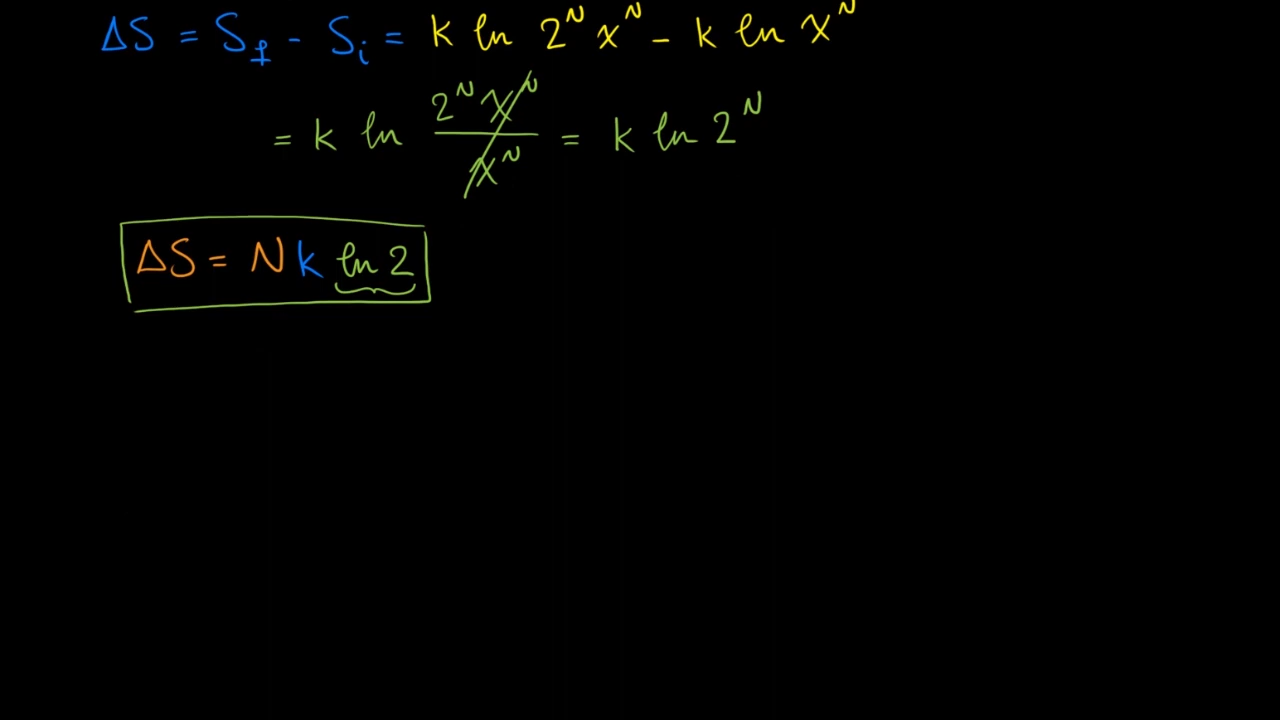 ΔS = S_f - S_i = k ln 2^N x^N - k ln x^N
= k ln 2^N x^N / x^N = k ln 2^N
ΔS = N k ln 2